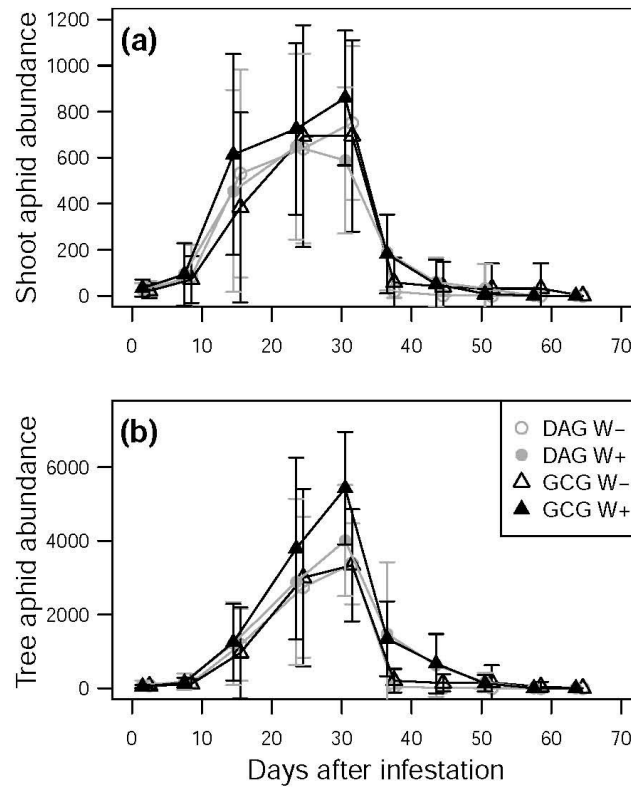 (a)
Shoot aphid abundance
1200
1000
800
600
400
200
0
0 10 20 30 40 50 60 70
(b)
Tree aphid abundance
6000
4000
2000
0
DAG W−
DAG W+
GCG W−
GCG W+
0 10 20 30 40 50 60 70
Days after infestation